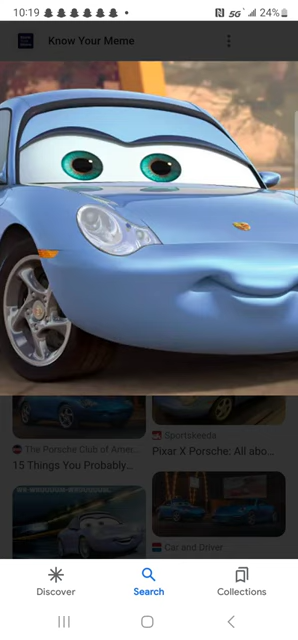 10:19
5G
24%
Know Your Meme
The Porsche Club of Amer...
15 Things You Probably...
Sportskeeda
Pixar X Porsche: All abo...
Car and Driver
Discover
Search
Collections